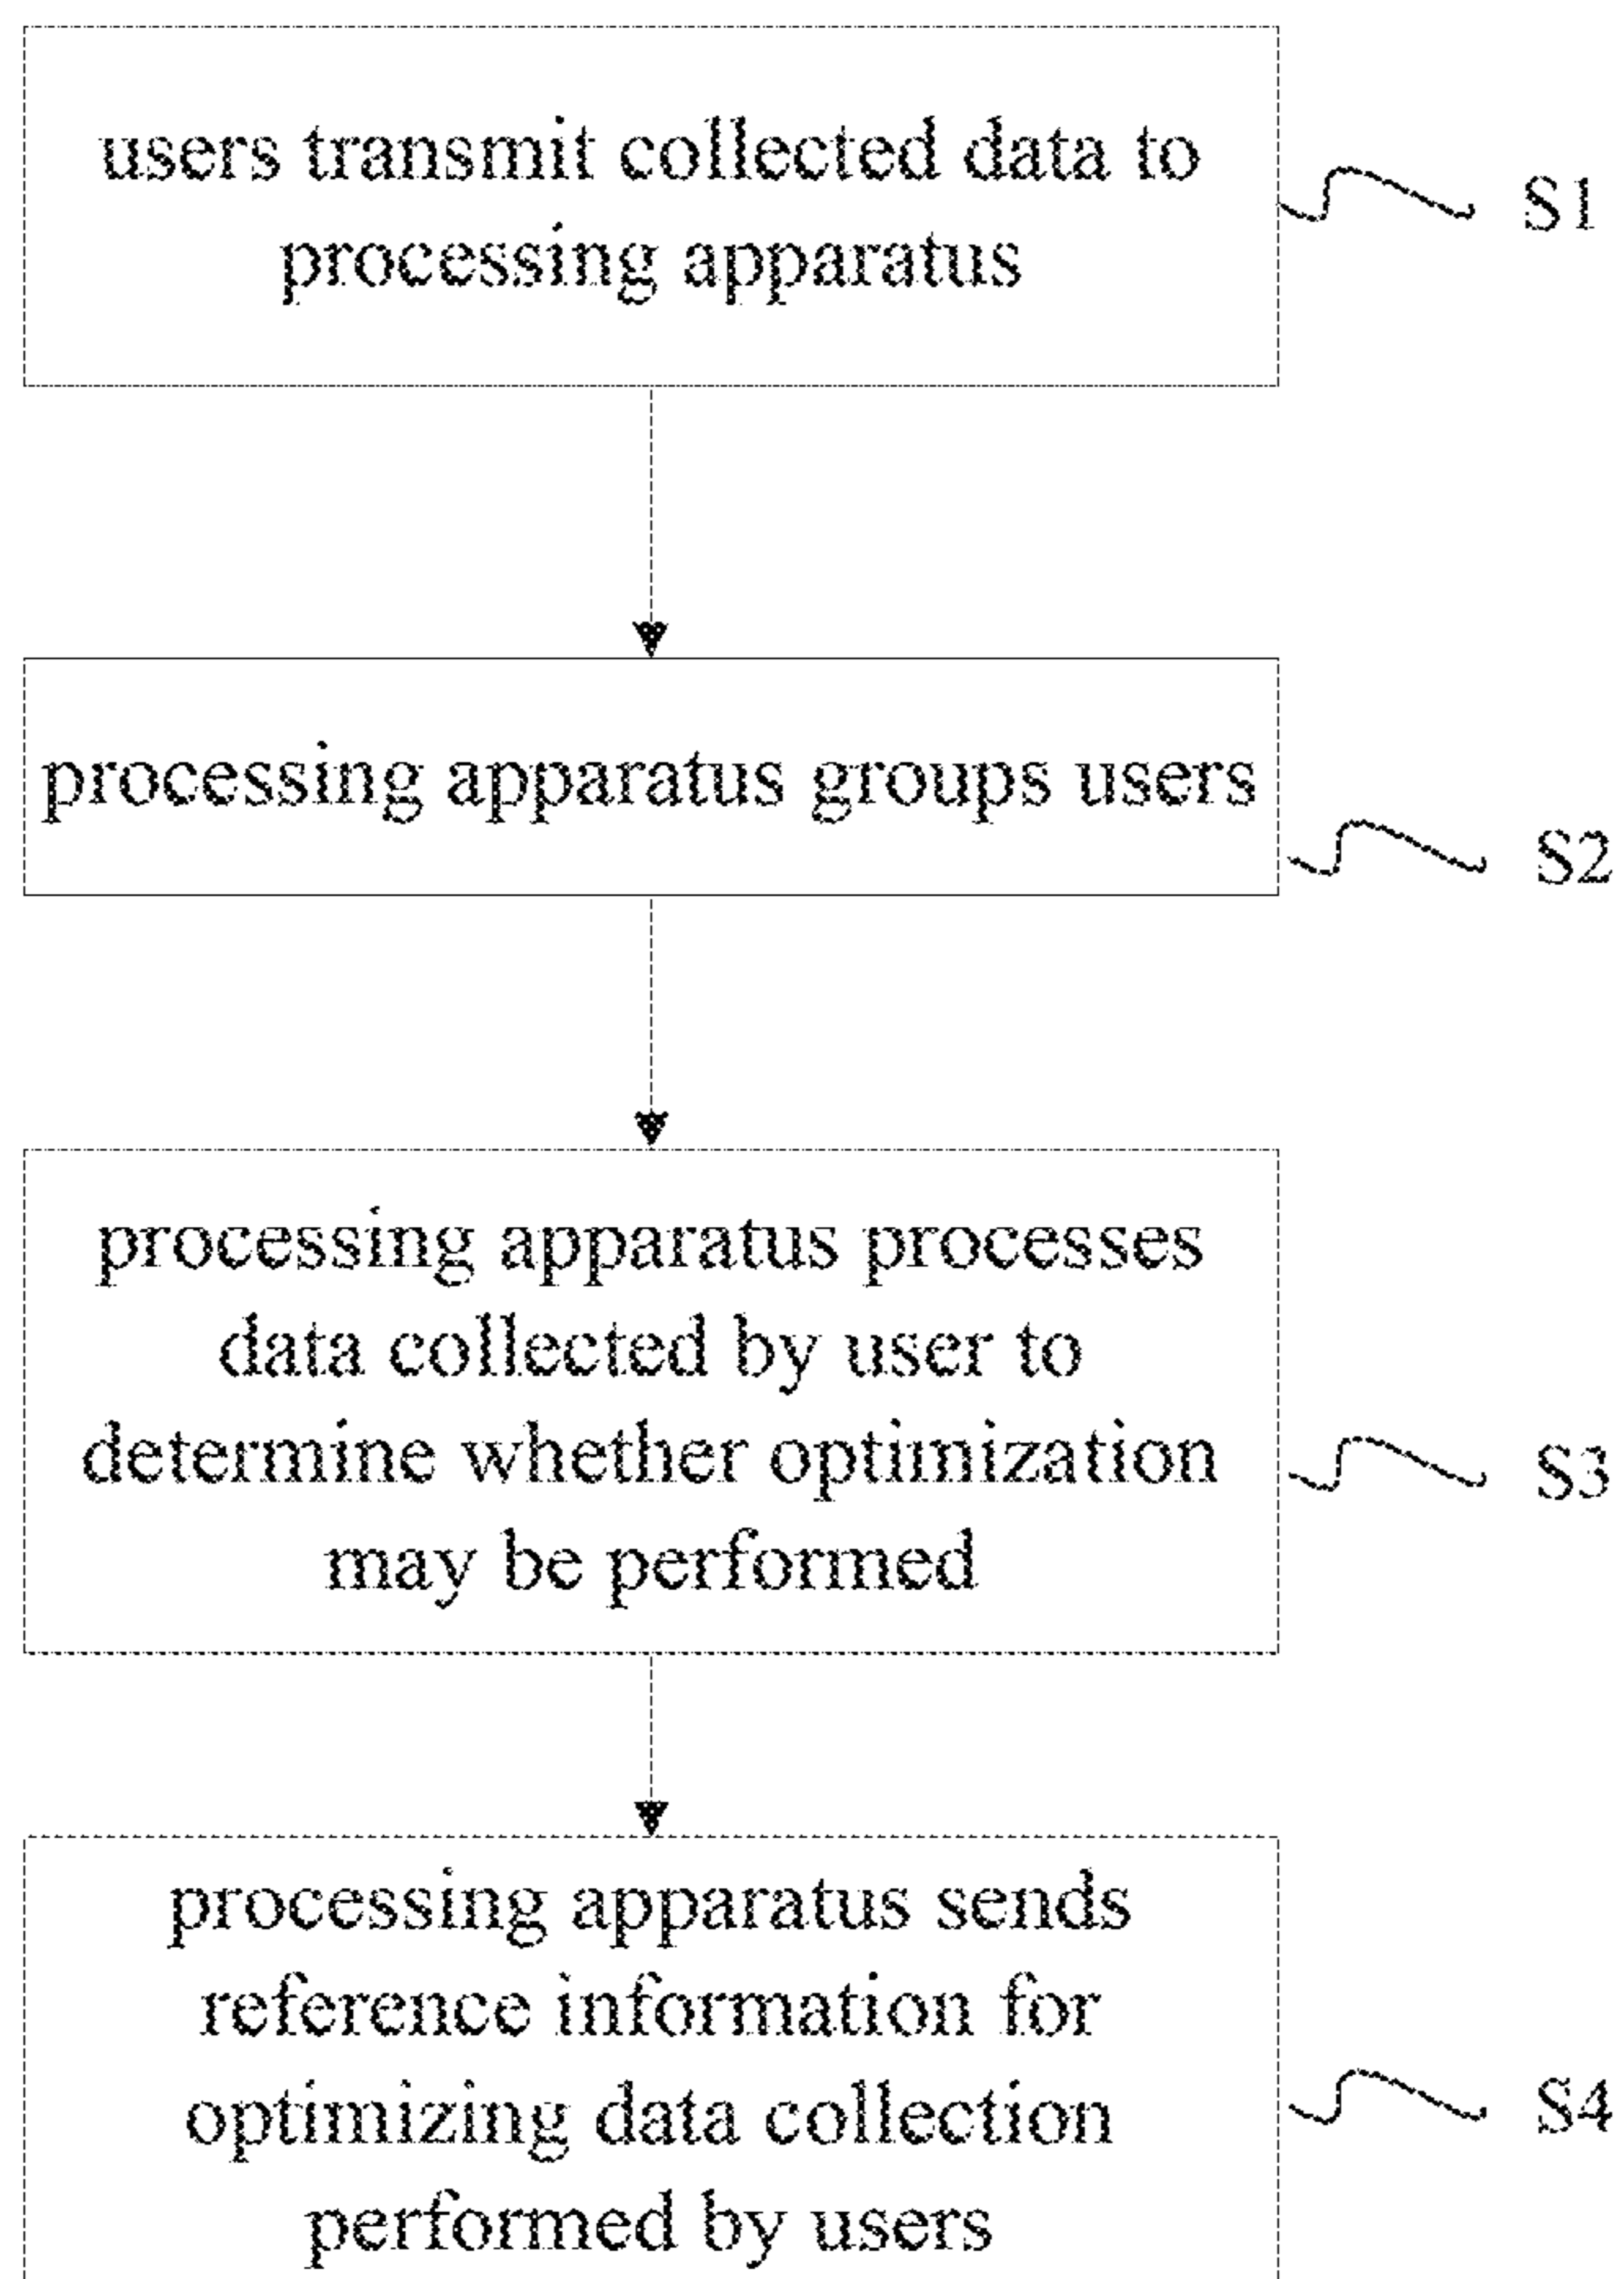 users transmit collected data to
processing apparatus
S1
processing apparatus groups users
S2
processing apparatus processes
data collected by user to
determine whether optimization
may be performed
S3
processing apparatus sends
reference information for
optimizing data collection
performed by users
S4